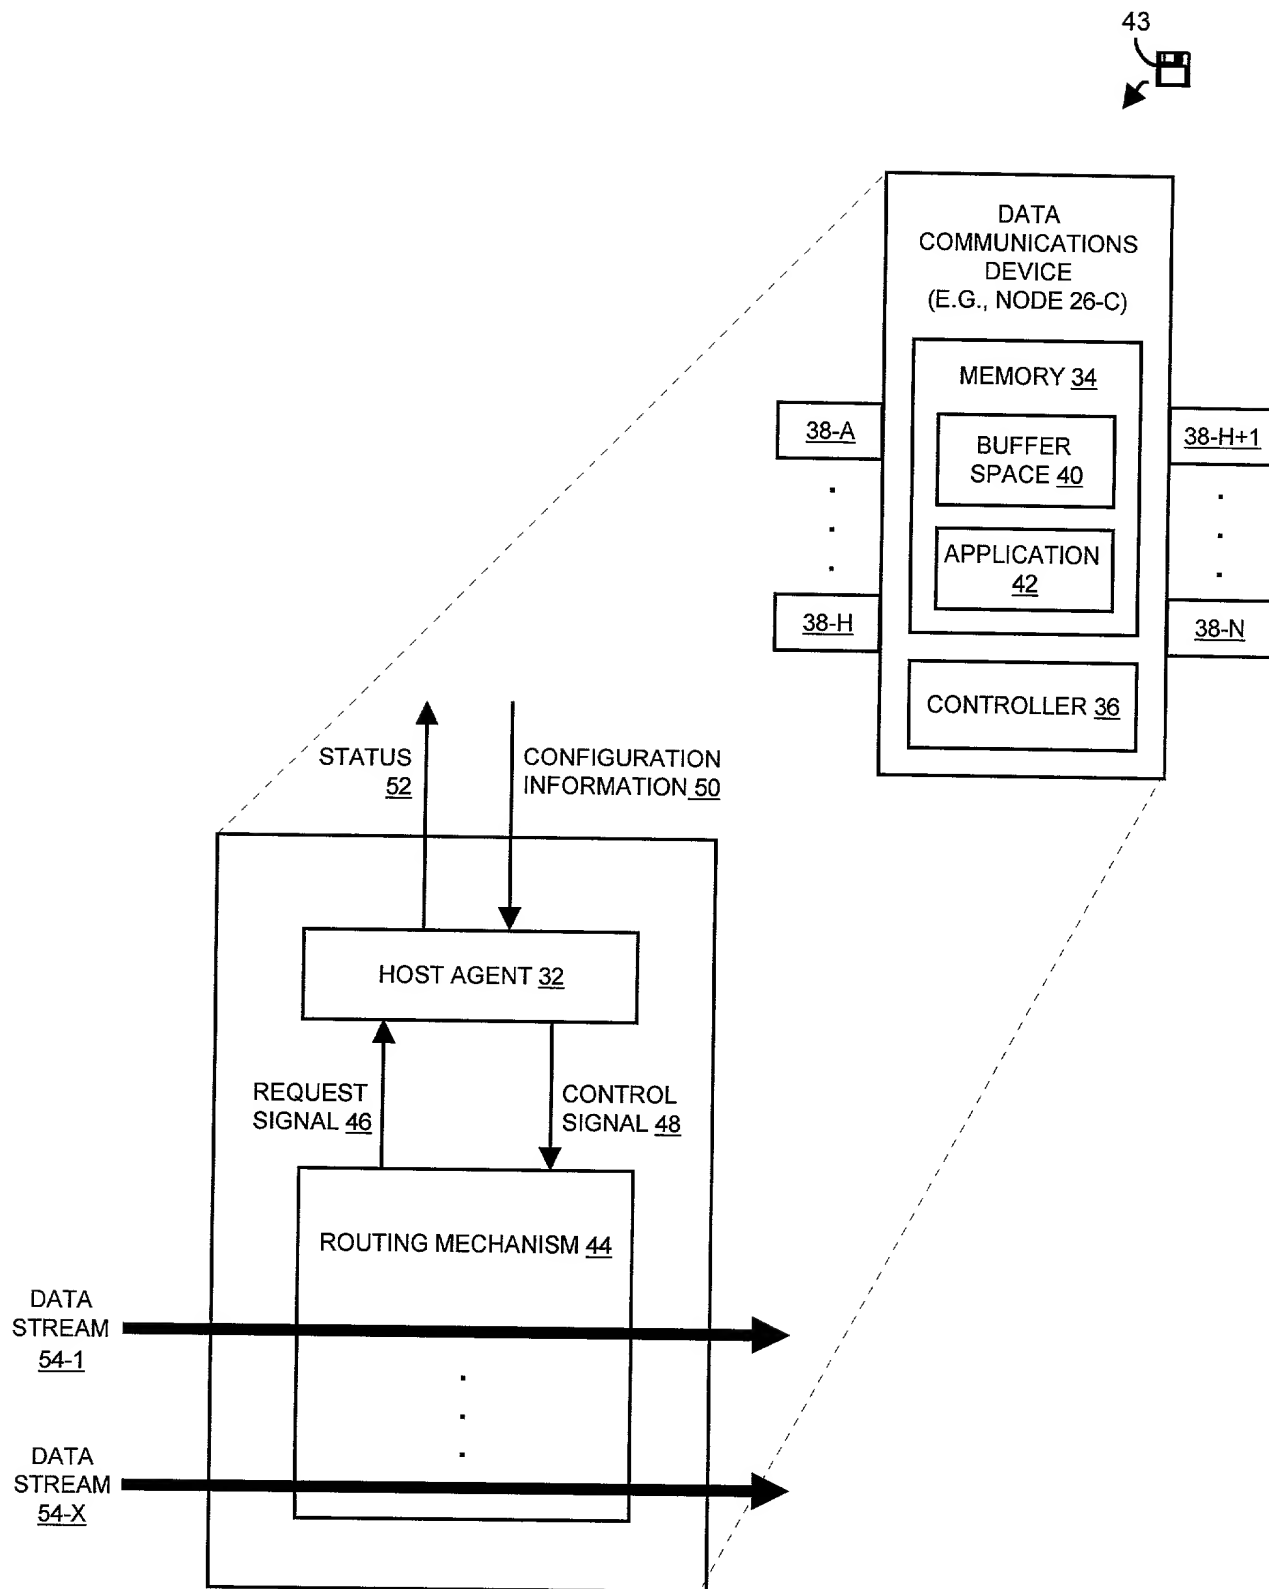 43
DATA
COMMUNICATIONS
DEVICE
(E.G., NODE 26-C)
MEMORY 34
38-A
38-H+1
BUFFER
SPACE 40
APPLICATION
42
38-H
38-N
CONTROLLER 36
STATUS
52
CONFIGURATION
INFORMATION 50
HOST AGENT 32
REQUEST
SIGNAL 46
CONTROL
SIGNAL 48
ROUTING MECHANISM 44
DATA
STREAM
54-1
DATA
STREAM
54-X